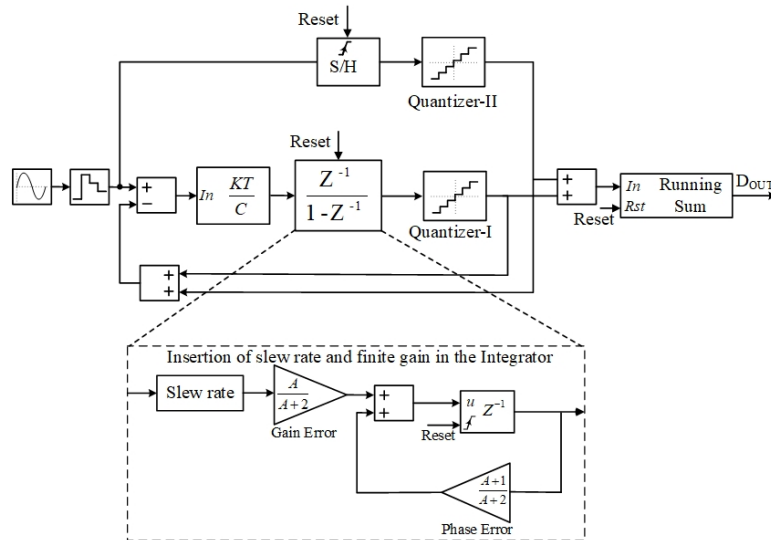 Reset
S/H
Quantizer-II
Reset
+
−
In KT/C
Z⁻¹
1-Z⁻¹
Quantizer-I
+
+
Reset
In Running
Rst Sum
DOUT
+
+
Insertion of slew rate and finite gain in the Integrator
Slew rate
A
A+2
Gain Error
+
+
u Z⁻¹
Reset
A+1
A+2
Phase Error